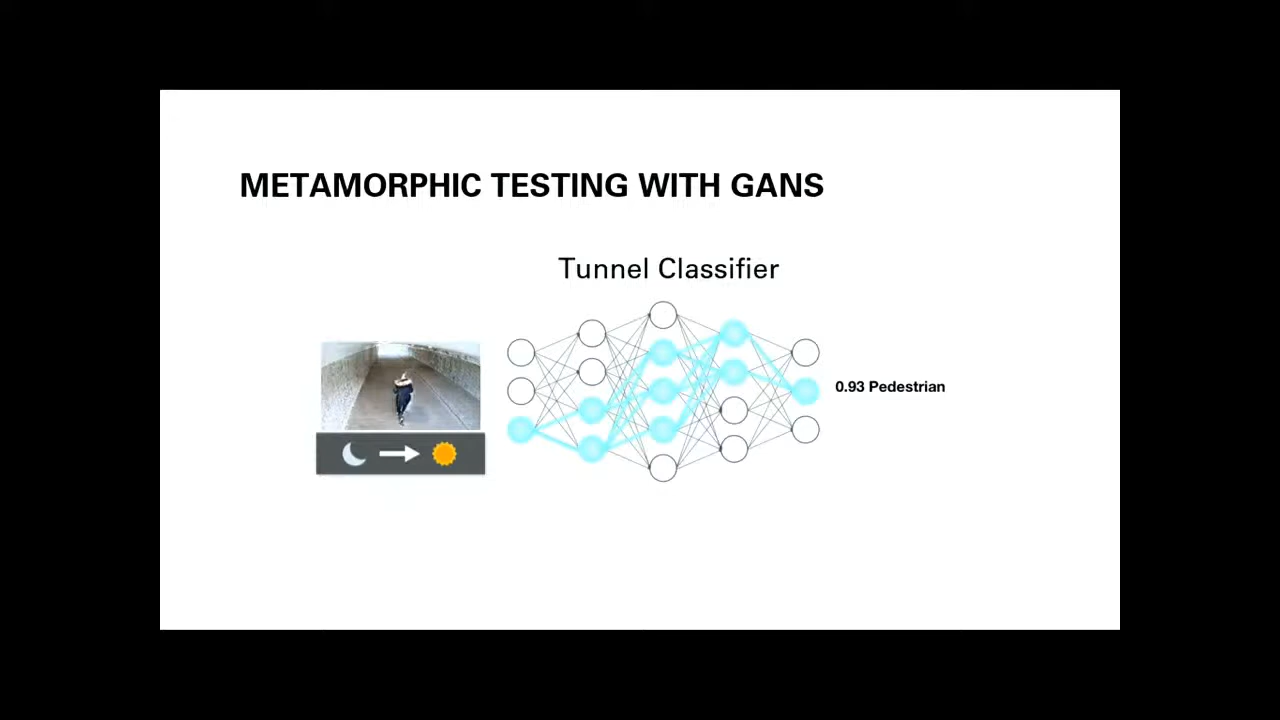 METAMORPHIC TESTING WITH GANS
Tunnel Classifier
0.93 Pedestrian